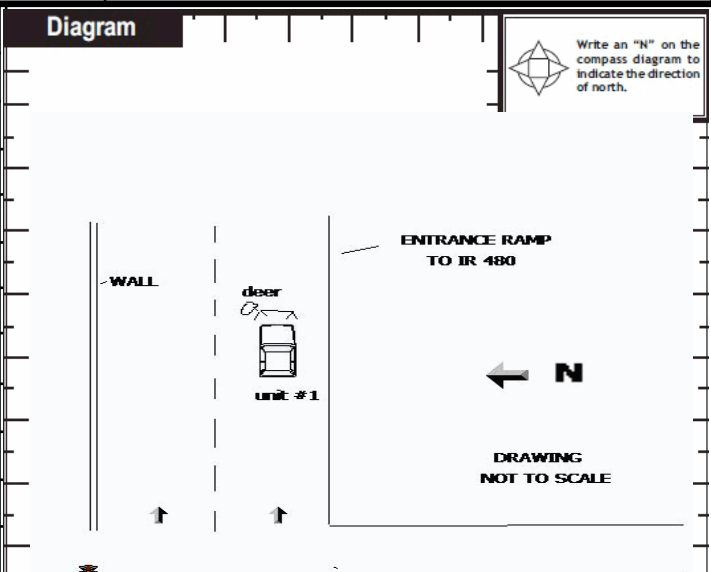 Diagram
Write an "N" on the
compass diagram to
indicate the direction
of north.
ENTRANCE RAMP
TO IR 480
WALL
deer
unit #1
N
DRAWING
NOT TO SCALE